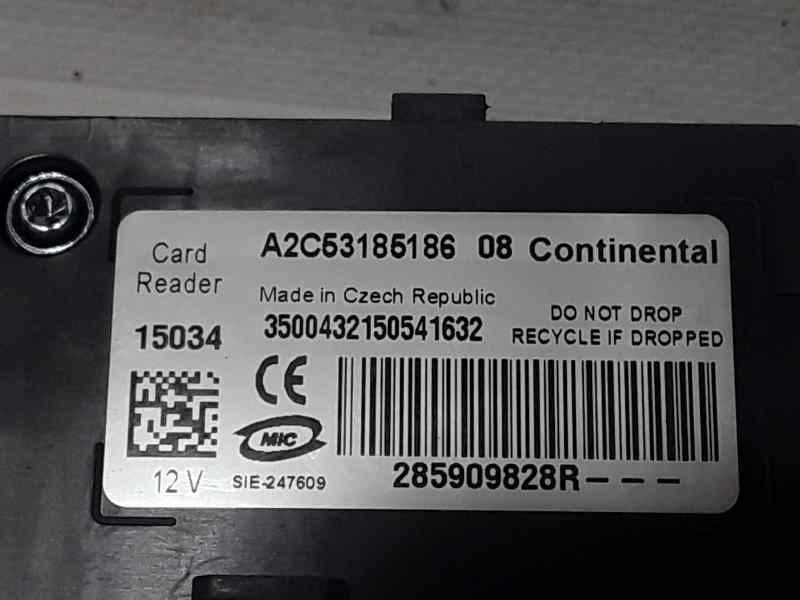 Card Reader
A2C53185186 08 Continental
Made in Czech Republic
15034
3500432150541632
DO NOT DROP
RECYCLE IF DROPPED
CE
MIC
12 V
SIE-247609
285909828R---